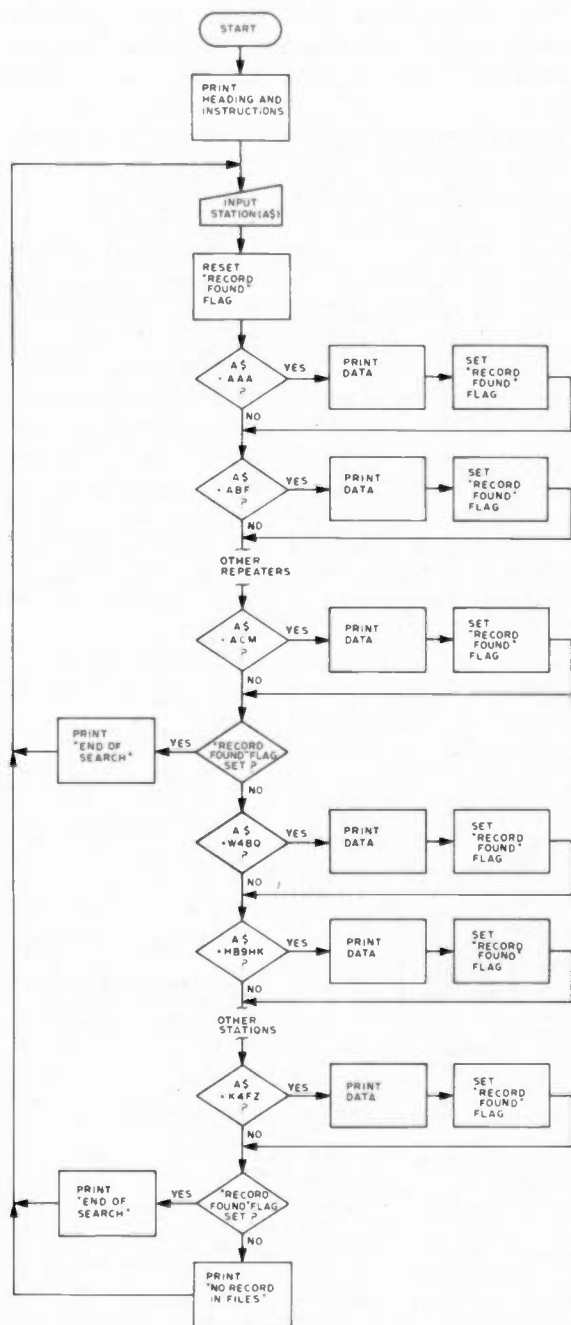 START
PRINT
HEADING AND
INSTRUCTIONS
INPUT
STATION(A$)
RESET
"RECORD
FOUND"
FLAG
A$
=AAA
?
YES
PRINT
DATA
SET
"RECORD
FOUND"
FLAG
NO
A$
=ABF
?
YES
PRINT
DATA
SET
"RECORD
FOUND"
FLAG
NO
OTHER
REPEATERS
A$
=ACM
?
YES
PRINT
DATA
SET
"RECORD
FOUND"
FLAG
NO
PRINT
"END OF
SEARCH"
YES
"RECORD
FOUND"FLAG
SET ?
NO
A$
=W4BQ
?
YES
PRINT
DATA
SET
"RECORD
FOUND"
FLAG
NO
A$
=HB9HK
?
YES
PRINT
DATA
SET
"RECORD
FOUND"
FLAG
NO
OTHER
STATIONS
A$
=K4FZ
?
YES
PRINT
DATA
SET
"RECORD
FOUND"
FLAG
NO
PRINT
"END OF
SEARCH"
YES
"RECORD
FOUND"FLAG
SET ?
NO
PRINT
"NO RECORD
IN FILES"